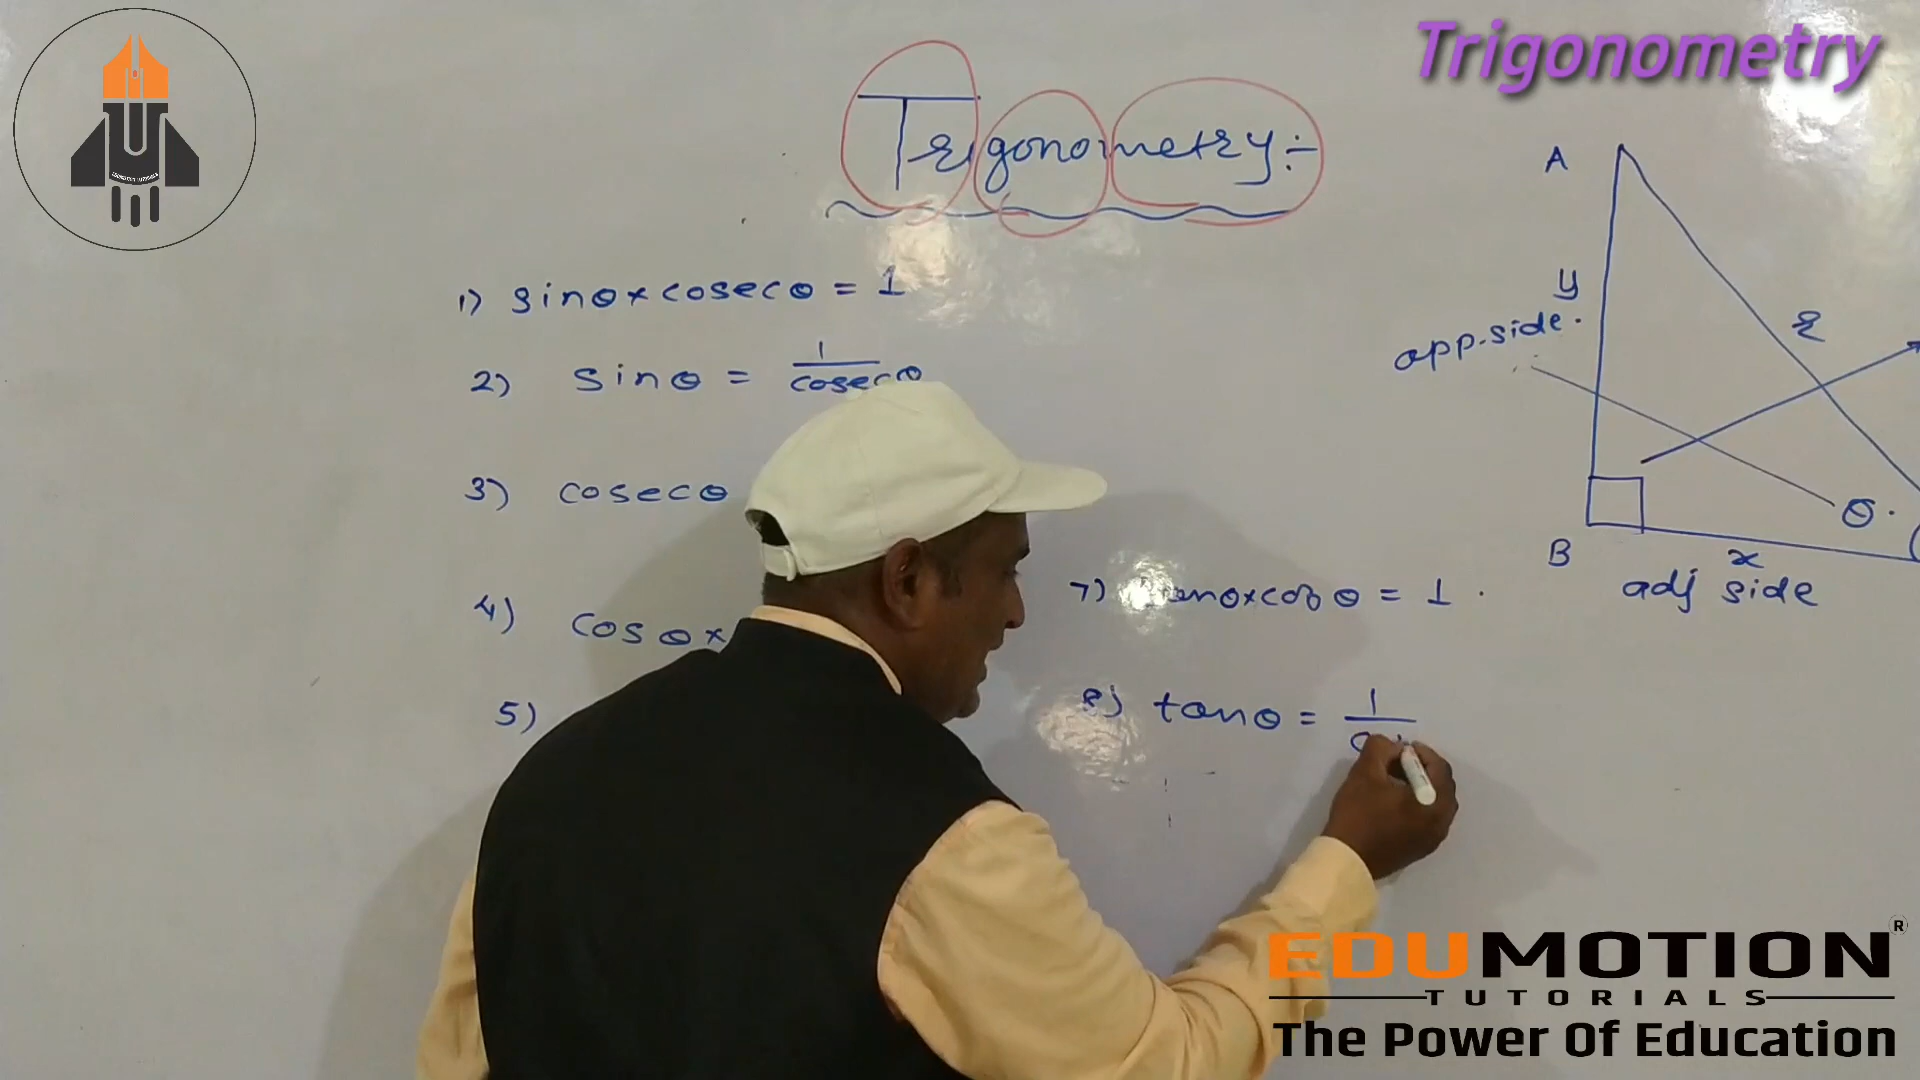 Trigonometry
Trigonometry:-
1) sinθ×cosecθ = 1
2) sinθ = 1/cosecθ
3) cosecθ
4) cosθ×
5)
7) tanθ×cotθ = 1 .
8) tanθ = 1/
A
y
opp. side.
r
θ.
B
x
adj side
EDUMOTION®
TUTORIALS
The Power Of Education